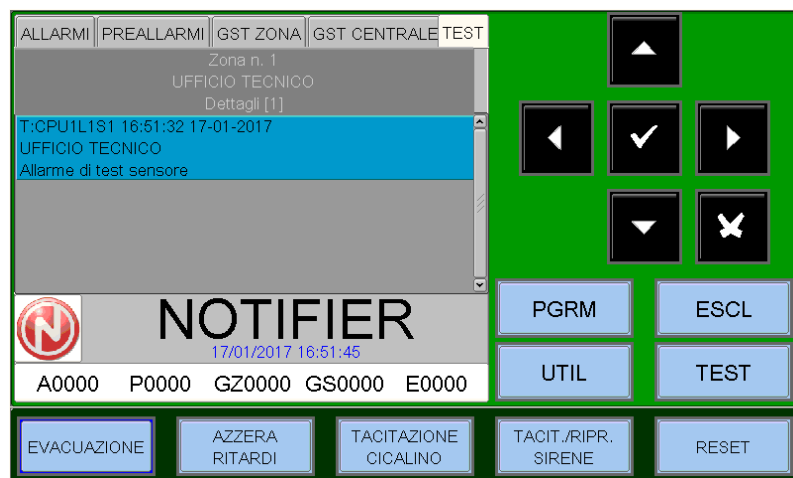 ALLARMI PREALLARMI GST ZONA GST CENTRALE TEST
Zona n. 1
UFFICIO TECNICO
Dettagli [1]
T:CPU1L1S1 16:51:32 17-01-2017
UFFICIO TECNICO
Allarme di test sensore
N NOTIFIER
17/01/2017 16:51:45
A0000 P0000 GZ0000 GS0000 E0000
PGRM ESCL
UTIL TEST
EVACUAZIONE
AZZERA
RITARDI
TACITAZIONE
CICALINO
TACIT./RIPR.
SIRENE
RESET